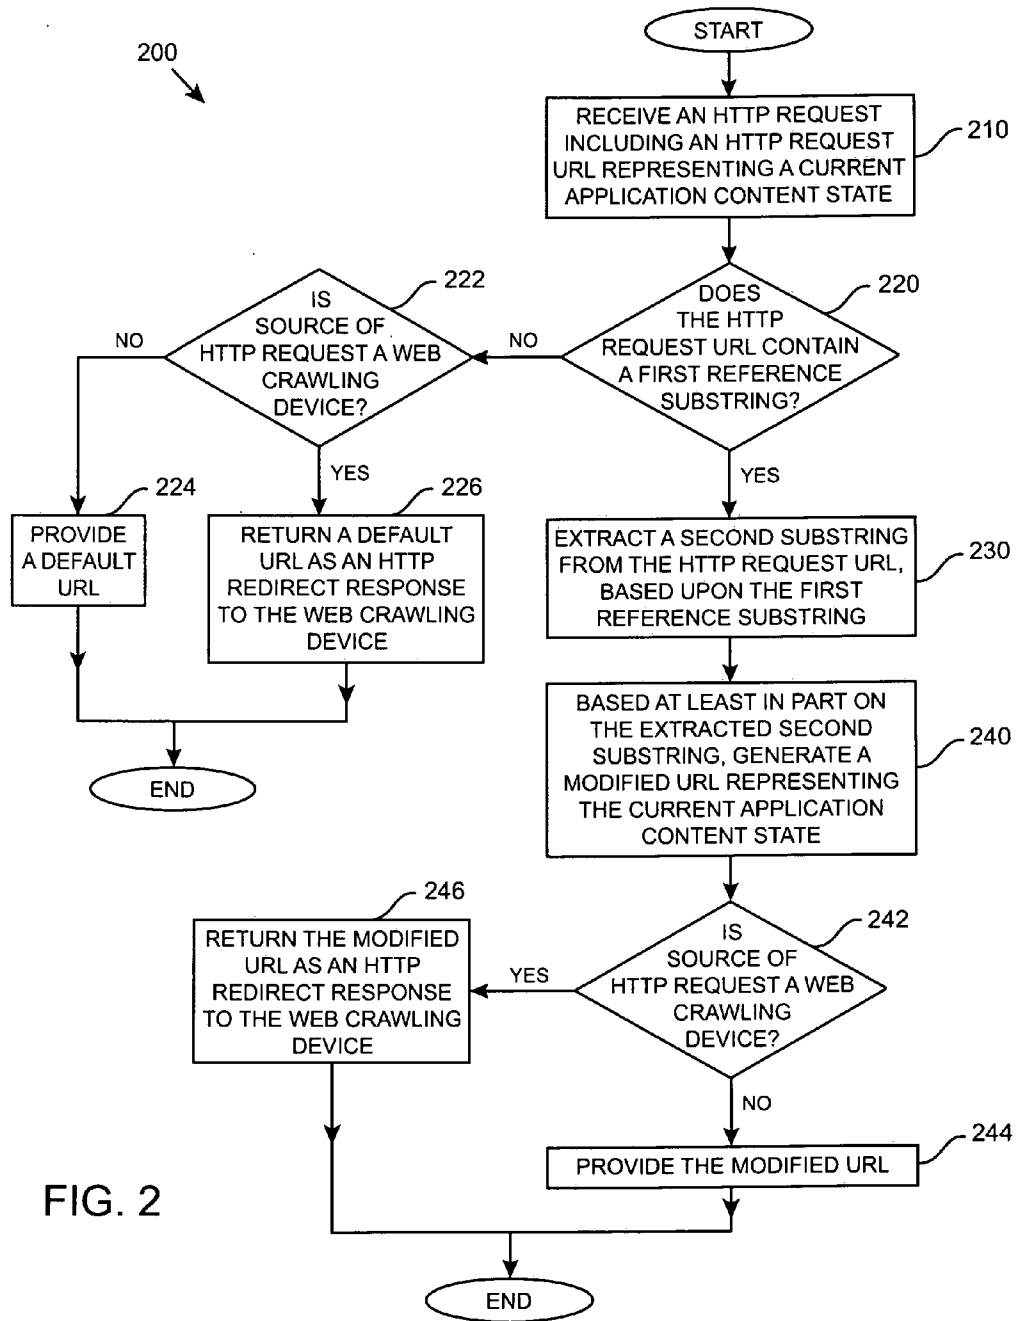 START
200
RECEIVE AN HTTP REQUEST
INCLUDING AN HTTP REQUEST
URL REPRESENTING A CURRENT
APPLICATION CONTENT STATE
210
DOES
THE HTTP
REQUEST URL CONTAIN
A FIRST REFERENCE
SUBSTRING?
220
NO
YES
IS
SOURCE OF
HTTP REQUEST A WEB
CRAWLING
DEVICE?
222
NO
YES
PROVIDE
A DEFAULT
URL
224
RETURN A DEFAULT
URL AS AN HTTP
REDIRECT RESPONSE
TO THE WEB CRAWLING
DEVICE
226
END
EXTRACT A SECOND SUBSTRING
FROM THE HTTP REQUEST URL,
BASED UPON THE FIRST
REFERENCE SUBSTRING
230
BASED AT LEAST IN PART ON
THE EXTRACTED SECOND
SUBSTRING, GENERATE A
MODIFIED URL REPRESENTING
THE CURRENT APPLICATION
CONTENT STATE
240
IS
SOURCE OF
HTTP REQUEST A WEB
CRAWLING
DEVICE?
242
YES
NO
RETURN THE MODIFIED
URL AS AN HTTP
REDIRECT RESPONSE
TO THE WEB CRAWLING
DEVICE
246
PROVIDE THE MODIFIED URL
244
END
FIG. 2